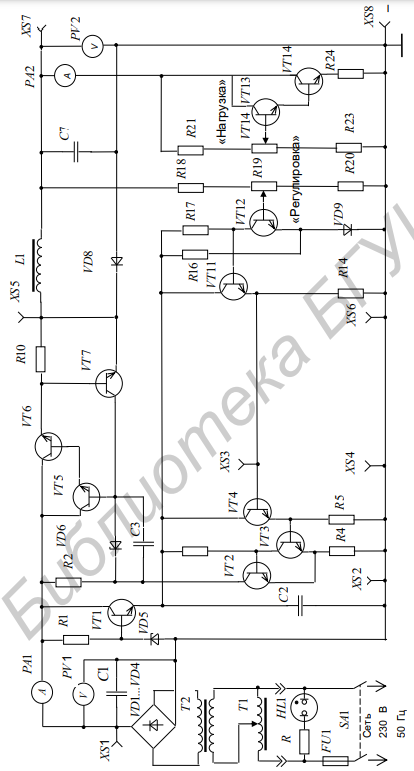 XS1
PA1
PV1
C1
VD1...VD4
R1
VT1
VD5
R2
VD6
VT5
VT6
C3
R10
VT7
XS5
L1
VD8
C7
PA2
PV2
XS7
A
V
A
V
T2
T1
HL1
R
FU1
SA1
Сеть
230 В
50 Гц
C2
VT2
VT3
VT4
R4
R5
XS2
XS3
XS4
R16
R17
VT11
VT12
R14
XS6
VD9
R18
R19
R20
«Регулировка»
R21
R23
«Нагрузка»
VT14
VT13
VT14
R24
XS8
–
Библиотека БГУИ